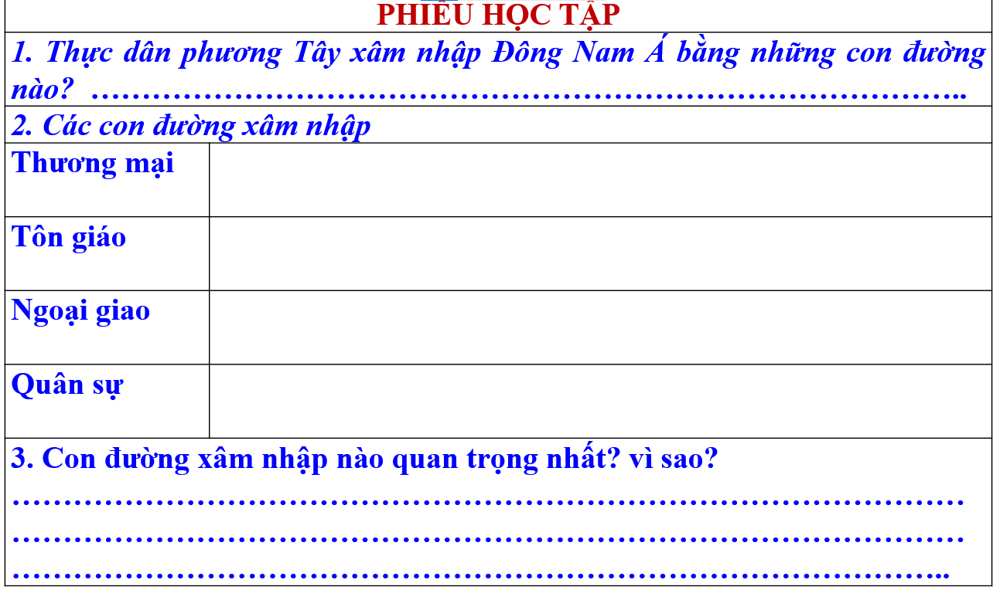 PHIẾU HỌC TẬP
1. Thực dân phương Tây xâm nhập Đông Nam Á bằng những con đường
nào? …………………………………………………………………………..
2. Các con đường xâm nhập
Thương mại
Tôn giáo
Ngoại giao
Quân sự
3. Con đường xâm nhập nào quan trọng nhất? vì sao?
…………………………………………………………………………………
…………………………………………………………………………………
………………………………………………………………………………..